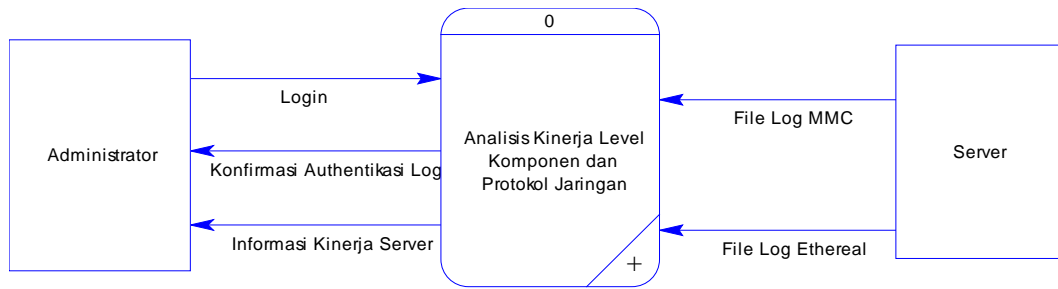 0
Administrator
Login
Konfirmasi Authentikasi Log
Informasi Kinerja Server
Analisis Kinerja Level
Komponen dan
Protokol Jaringan
+
File Log MMC
File Log Ethereal
Server